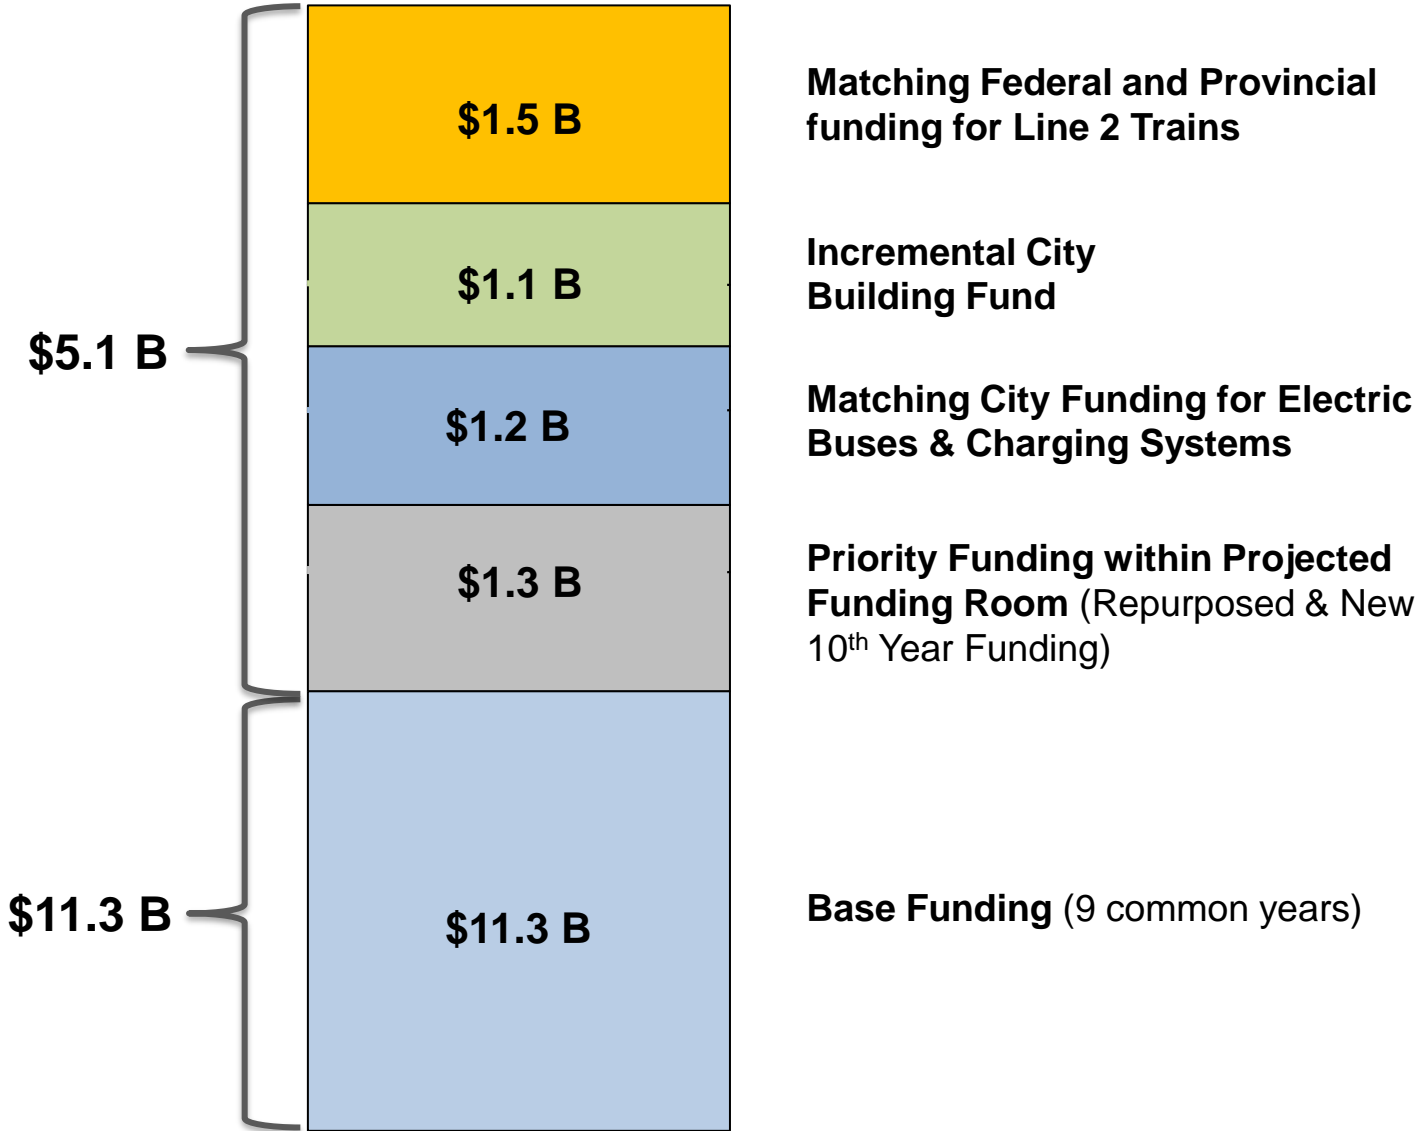 $1.5 B
Matching Federal and Provincial
funding for Line 2 Trains
$1.1 B
Incremental City
Building Fund
$5.1 B
$1.2 B
Matching City Funding for Electric
Buses & Charging Systems
$1.3 B
Priority Funding within Projected
Funding Room (Repurposed & New
10th Year Funding)
$11.3 B
$11.3 B
Base Funding (9 common years)